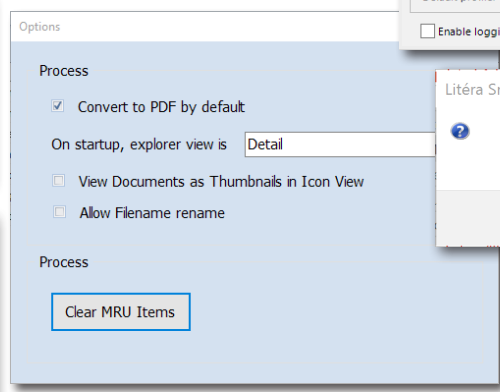 Options
Enable loggi
Litéra Sr
Process
Convert to PDF by default
On startup, explorer view is Detail
View Documents as Thumbnails in Icon View
Allow Filename rename
Process
Clear MRU Items